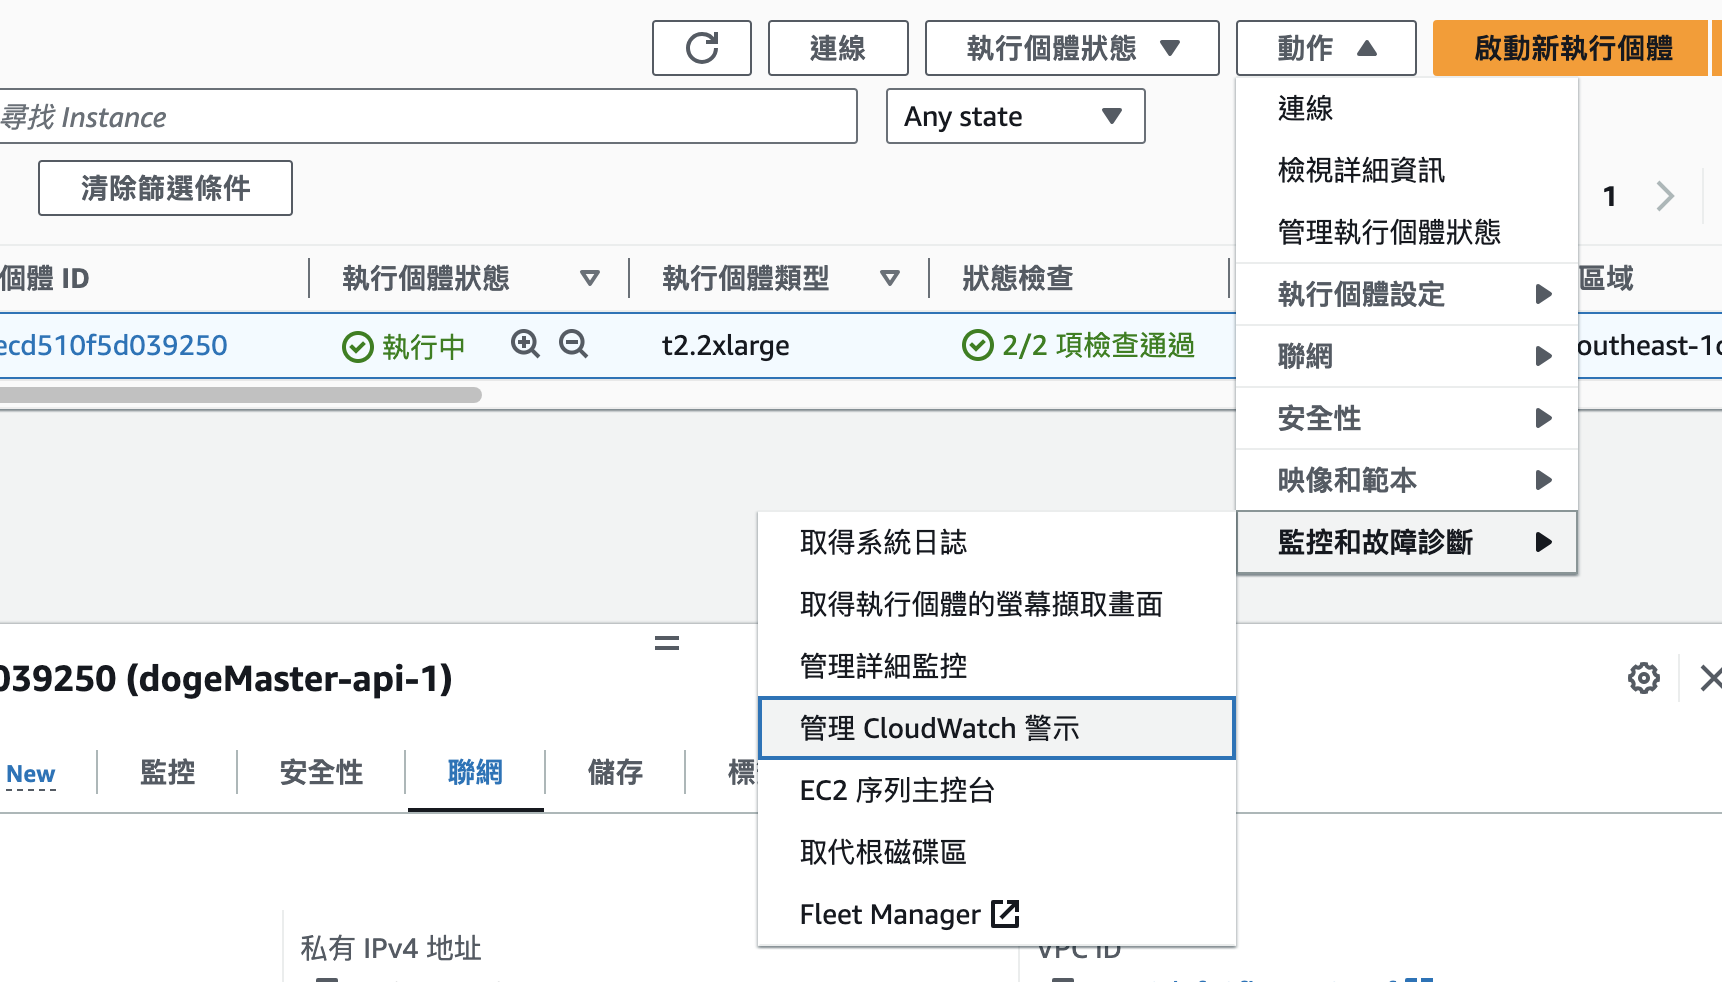 連線
執行個體狀態
動作
啟動新執行個體
尋找 Instance
Any state
清除篩選條件
1
個體 ID
執行個體狀態
執行個體類型
狀態檢查
區域
ecd510f5d039250
執行中
t2.2xlarge
2/2 項檢查通過
outheast-1c
連線
檢視詳細資訊
管理執行個體狀態
執行個體設定
聯網
安全性
映像和範本
監控和故障診斷
取得系統日誌
取得執行個體的螢幕擷取畫面
管理詳細監控
管理 CloudWatch 警示
EC2 序列主控台
取代根磁碟區
Fleet Manager
039250 (dogeMaster-api-1)
New
監控
安全性
聯網
儲存
標
私有 IPv4 地址
VPC ID